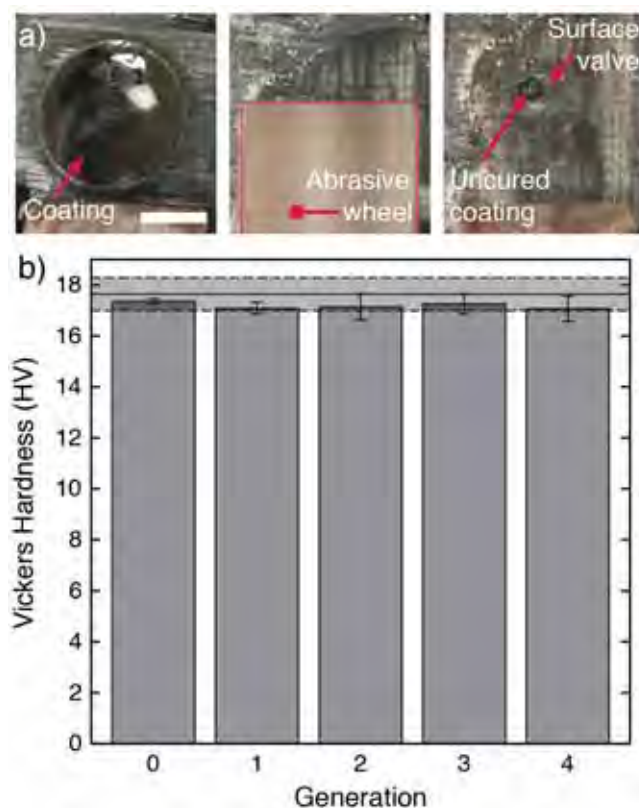 a)
Coating
Abrasive
wheel
Surface
valve
Uncured
coating
b)
Vickers Hardness (HV)
18
16
14
12
10
8
6
4
2
0
0 1 2 3 4
Generation